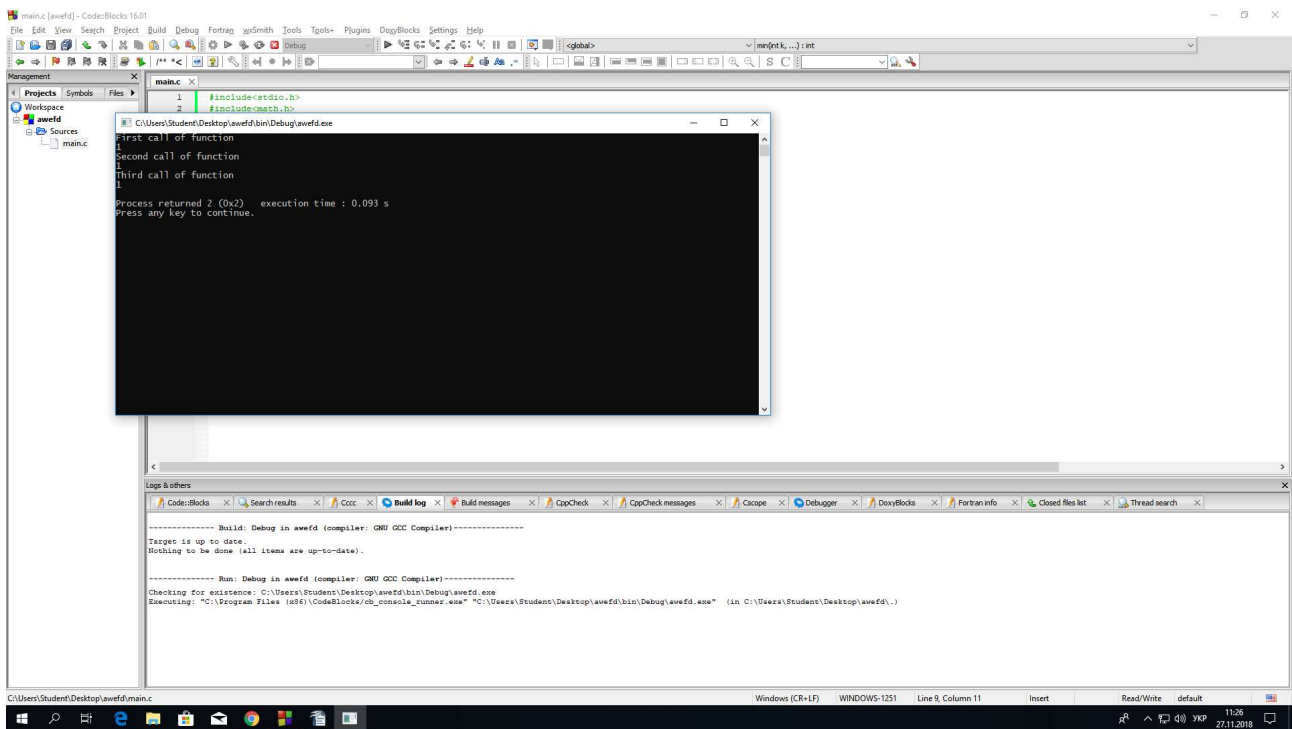 main.c [awefd] - Code::Blocks 16.01
File Edit View Search Project Build Debug Fortran wxSmith Tools Tools+ Plugins DoxyBlocks Settings Help
Debug <global> min(int k, ...) : int
/** *< S C
Management
main.c
Projects Symbols Files
1 #include<stdio.h>
Workspace
2 #include<math.h>
awefd
Sources
main.c
C:\Users\Student\Desktop\awefd\bin\Debug\awefd.exe
First call of function
1
Second call of function
1
Third call of function
1
Process returned 2 (0x2) execution time : 0.093 s
Press any key to continue.
Logs & others
Code::Blocks Search results Cccc Build log Build messages CppCheck CppCheck messages Cscope Debugger DoxyBlocks Fortran info Closed files list Thread search
-------------- Build: Debug in awefd (compiler: GNU GCC Compiler)---------------
Target is up to date.
Nothing to be done (all items are up-to-date).
-------------- Run: Debug in awefd (compiler: GNU GCC Compiler)---------------
Checking for existence: C:\Users\Student\Desktop\awefd\bin\Debug\awefd.exe
Executing: "C:\Program Files (x86)\CodeBlocks/cb_console_runner.exe" "C:\Users\Student\Desktop\awefd\bin\Debug\awefd.exe" (in C:\Users\Student\Desktop\awefd\.)
C:\Users\Student\Desktop\awefd\main.c Windows (CR+LF) WINDOWS-1251 Line 9, Column 11 Insert Read/Write default
УКР 11:26
27.11.2018